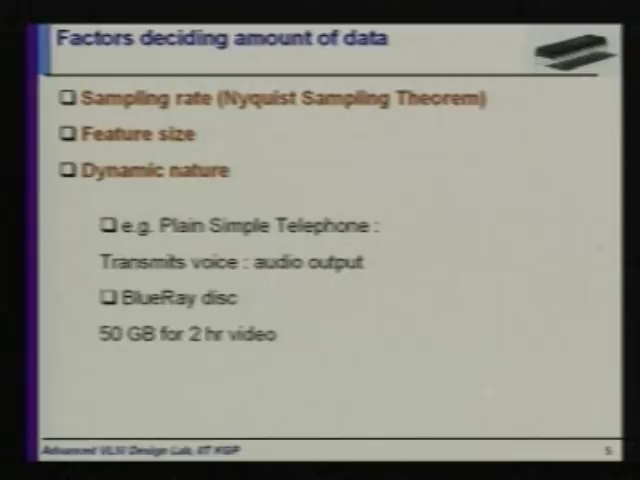 Factors deciding amount of data
❑ Sampling rate (Nyquist Sampling Theorem)
❑ Feature size
❑ Dynamic nature
❑ e.g. Plain Simple Telephone :
Transmits voice : audio output
❑ BlueRay disc
50 GB for 2 hr video
Advanced VLSI Design Lab, IIT KGP
5